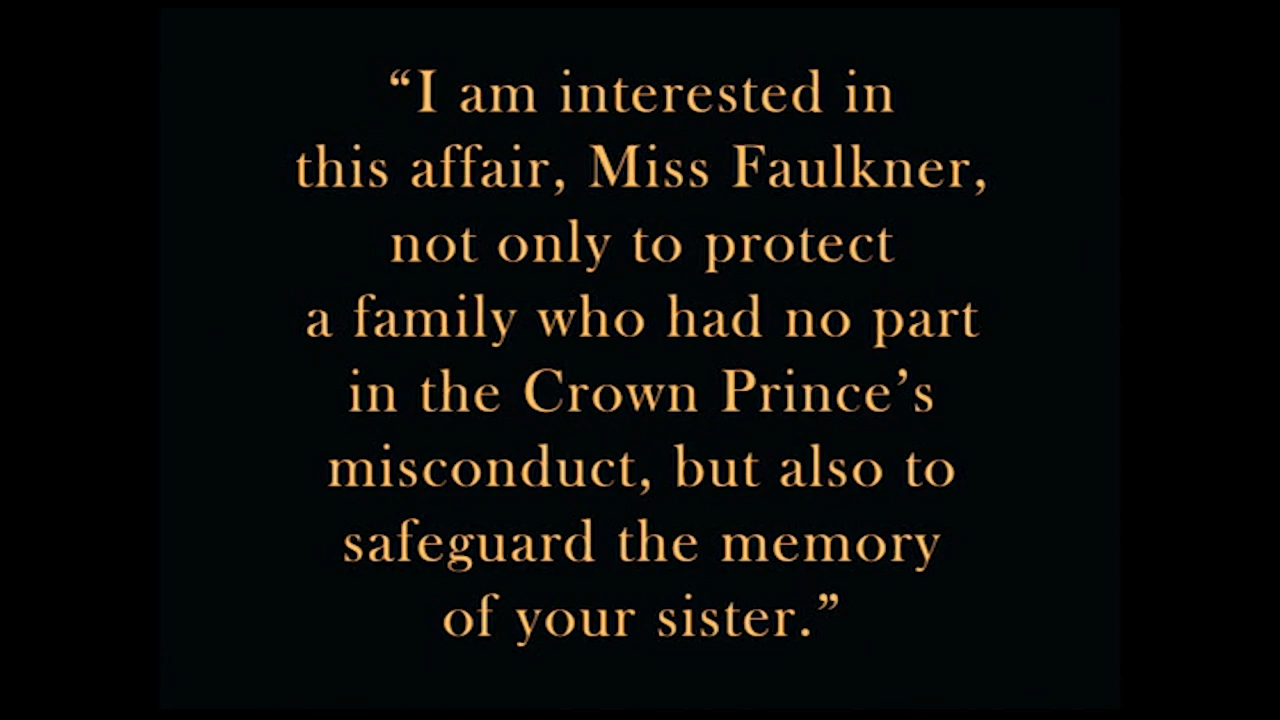 “I am interested in
this affair, Miss Faulkner,
not only to protect
a family who had no part
in the Crown Prince’s
misconduct, but also to
safeguard the memory
of your sister.”